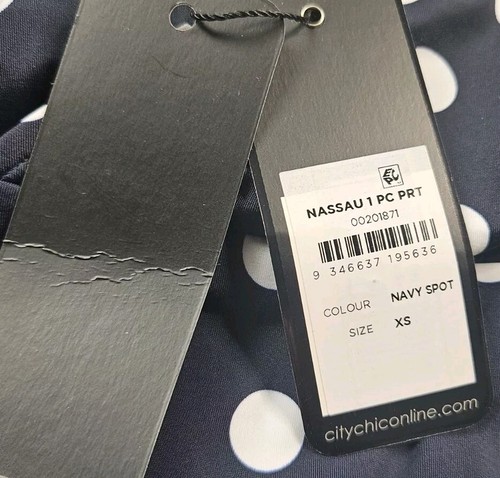 NASSAU 1 PC PRT
00201871
9 346637 195636
COLOUR NAVY SPOT
SIZE XS
citychiconline.com